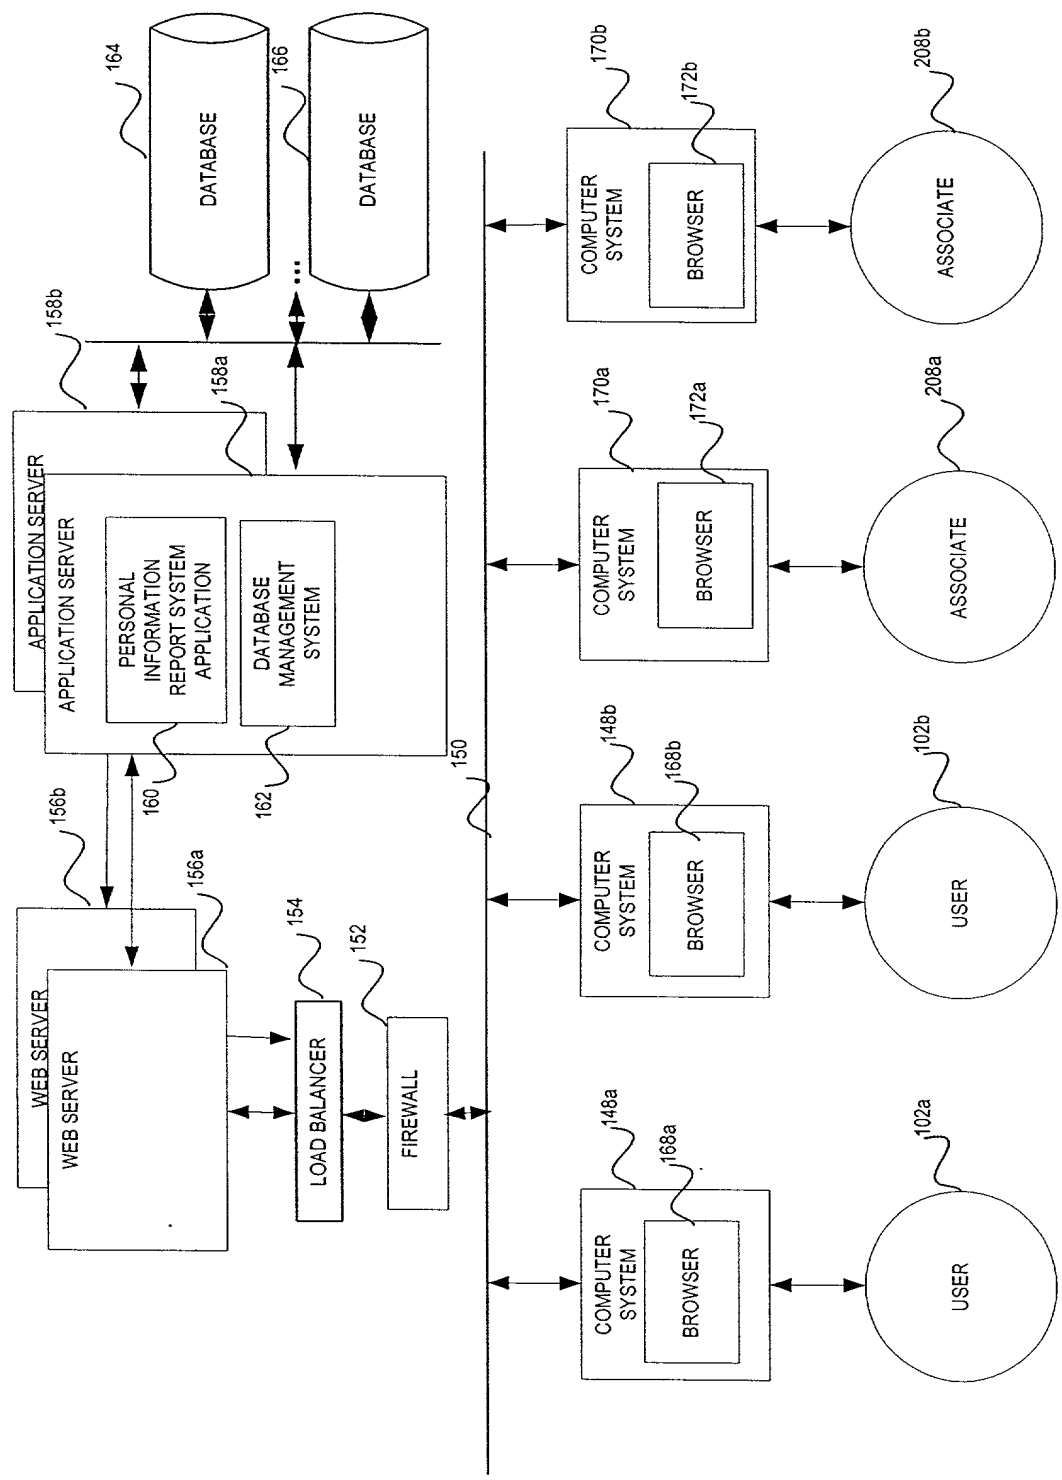 WEB SERVER
156b
WEB SERVER
156a
APPLICATION SERVER
158b
APPLICATION SERVER
158a
PERSONAL
INFORMATION
REPORT SYSTEM
APPLICATION
160
DATABASE
MANAGEMENT
SYSTEM
162
DATABASE
164
...
DATABASE
166
LOAD BALANCER
154
FIREWALL
152
150
COMPUTER
SYSTEM
148a
BROWSER
168a
USER
102a
COMPUTER
SYSTEM
148b
BROWSER
168b
USER
102b
COMPUTER
SYSTEM
170a
BROWSER
172a
ASSOCIATE
208a
COMPUTER
SYSTEM
170b
BROWSER
172b
ASSOCIATE
208b